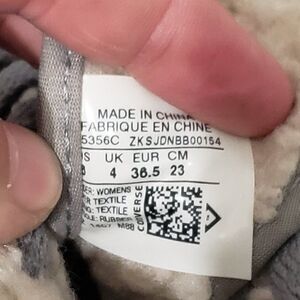 MADE IN CHINA
FABRIQUE EN CHINE
5356C ZKSJDNBB00154
UK EUR CM
4 36.5 23
WOMENS
TEXTILE
TEXTILE
RUBBER
M88
CONVERSE